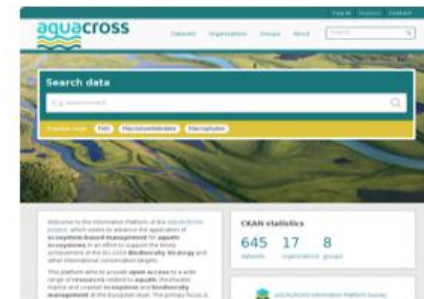 Log in Register Contact
aquacross
Datasets Organisations Groups About Search
Search data
E.g. environment
Popular Tags Fish Macroinvertebrates Macrophytes
Welcome to the Information Platform of the AQUACROSS
project, which seeks to advance the application of
ecosystem-based management for aquatic
ecosystems in an effort to support the timely
achievement of the EU 2020 Biodiversity Strategy and
other international conservation targets.
This platform aims to provide open access to a wide
range of resources related to aquatic (freshwater,
marine and coastal) ecosystem and biodiversity
management at the European level. The primary focus is
CKAN statistics
645 17 8
datasets organisations groups
AQUACROSS Information Platform Survey